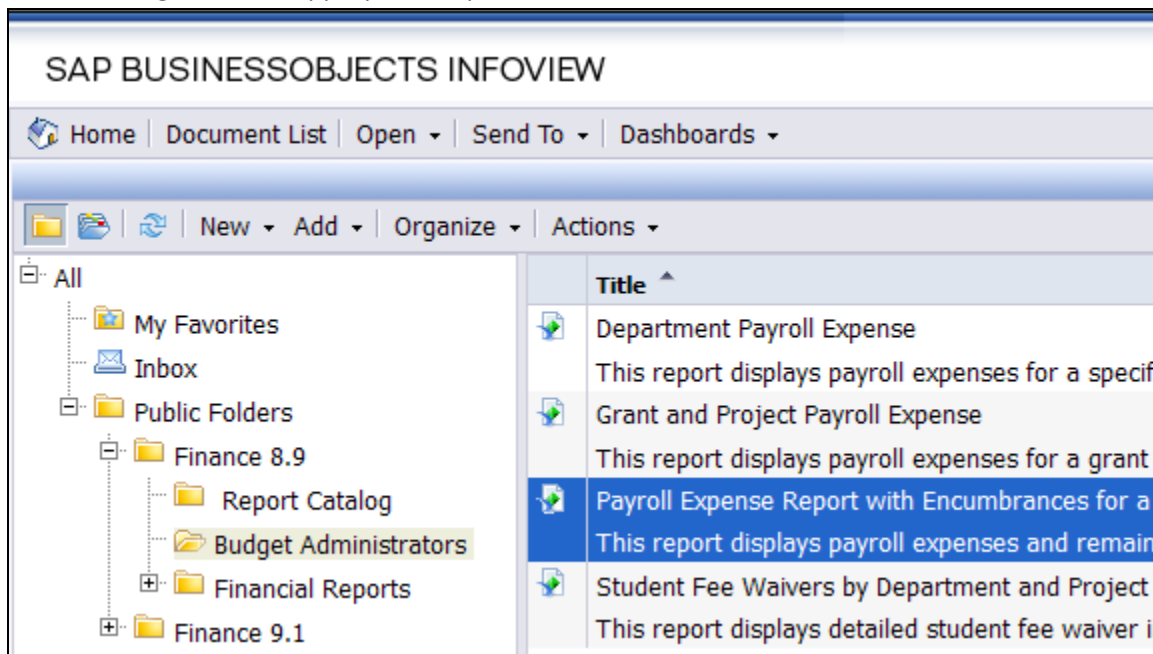 SAP BUSINESSOBJECTS INFOVIEW
Home Document List Open Send To Dashboards
New Add Organize Actions
All
My Favorites
Inbox
Public Folders
Finance 8.9
Report Catalog
Budget Administrators
Financial Reports
Finance 9.1
Title
Department Payroll Expense
This report displays payroll expenses for a specif
Grant and Project Payroll Expense
This report displays payroll expenses for a grant
Payroll Expense Report with Encumbrances for a
This report displays payroll expenses and remain
Student Fee Waivers by Department and Project
This report displays detailed student fee waiver i